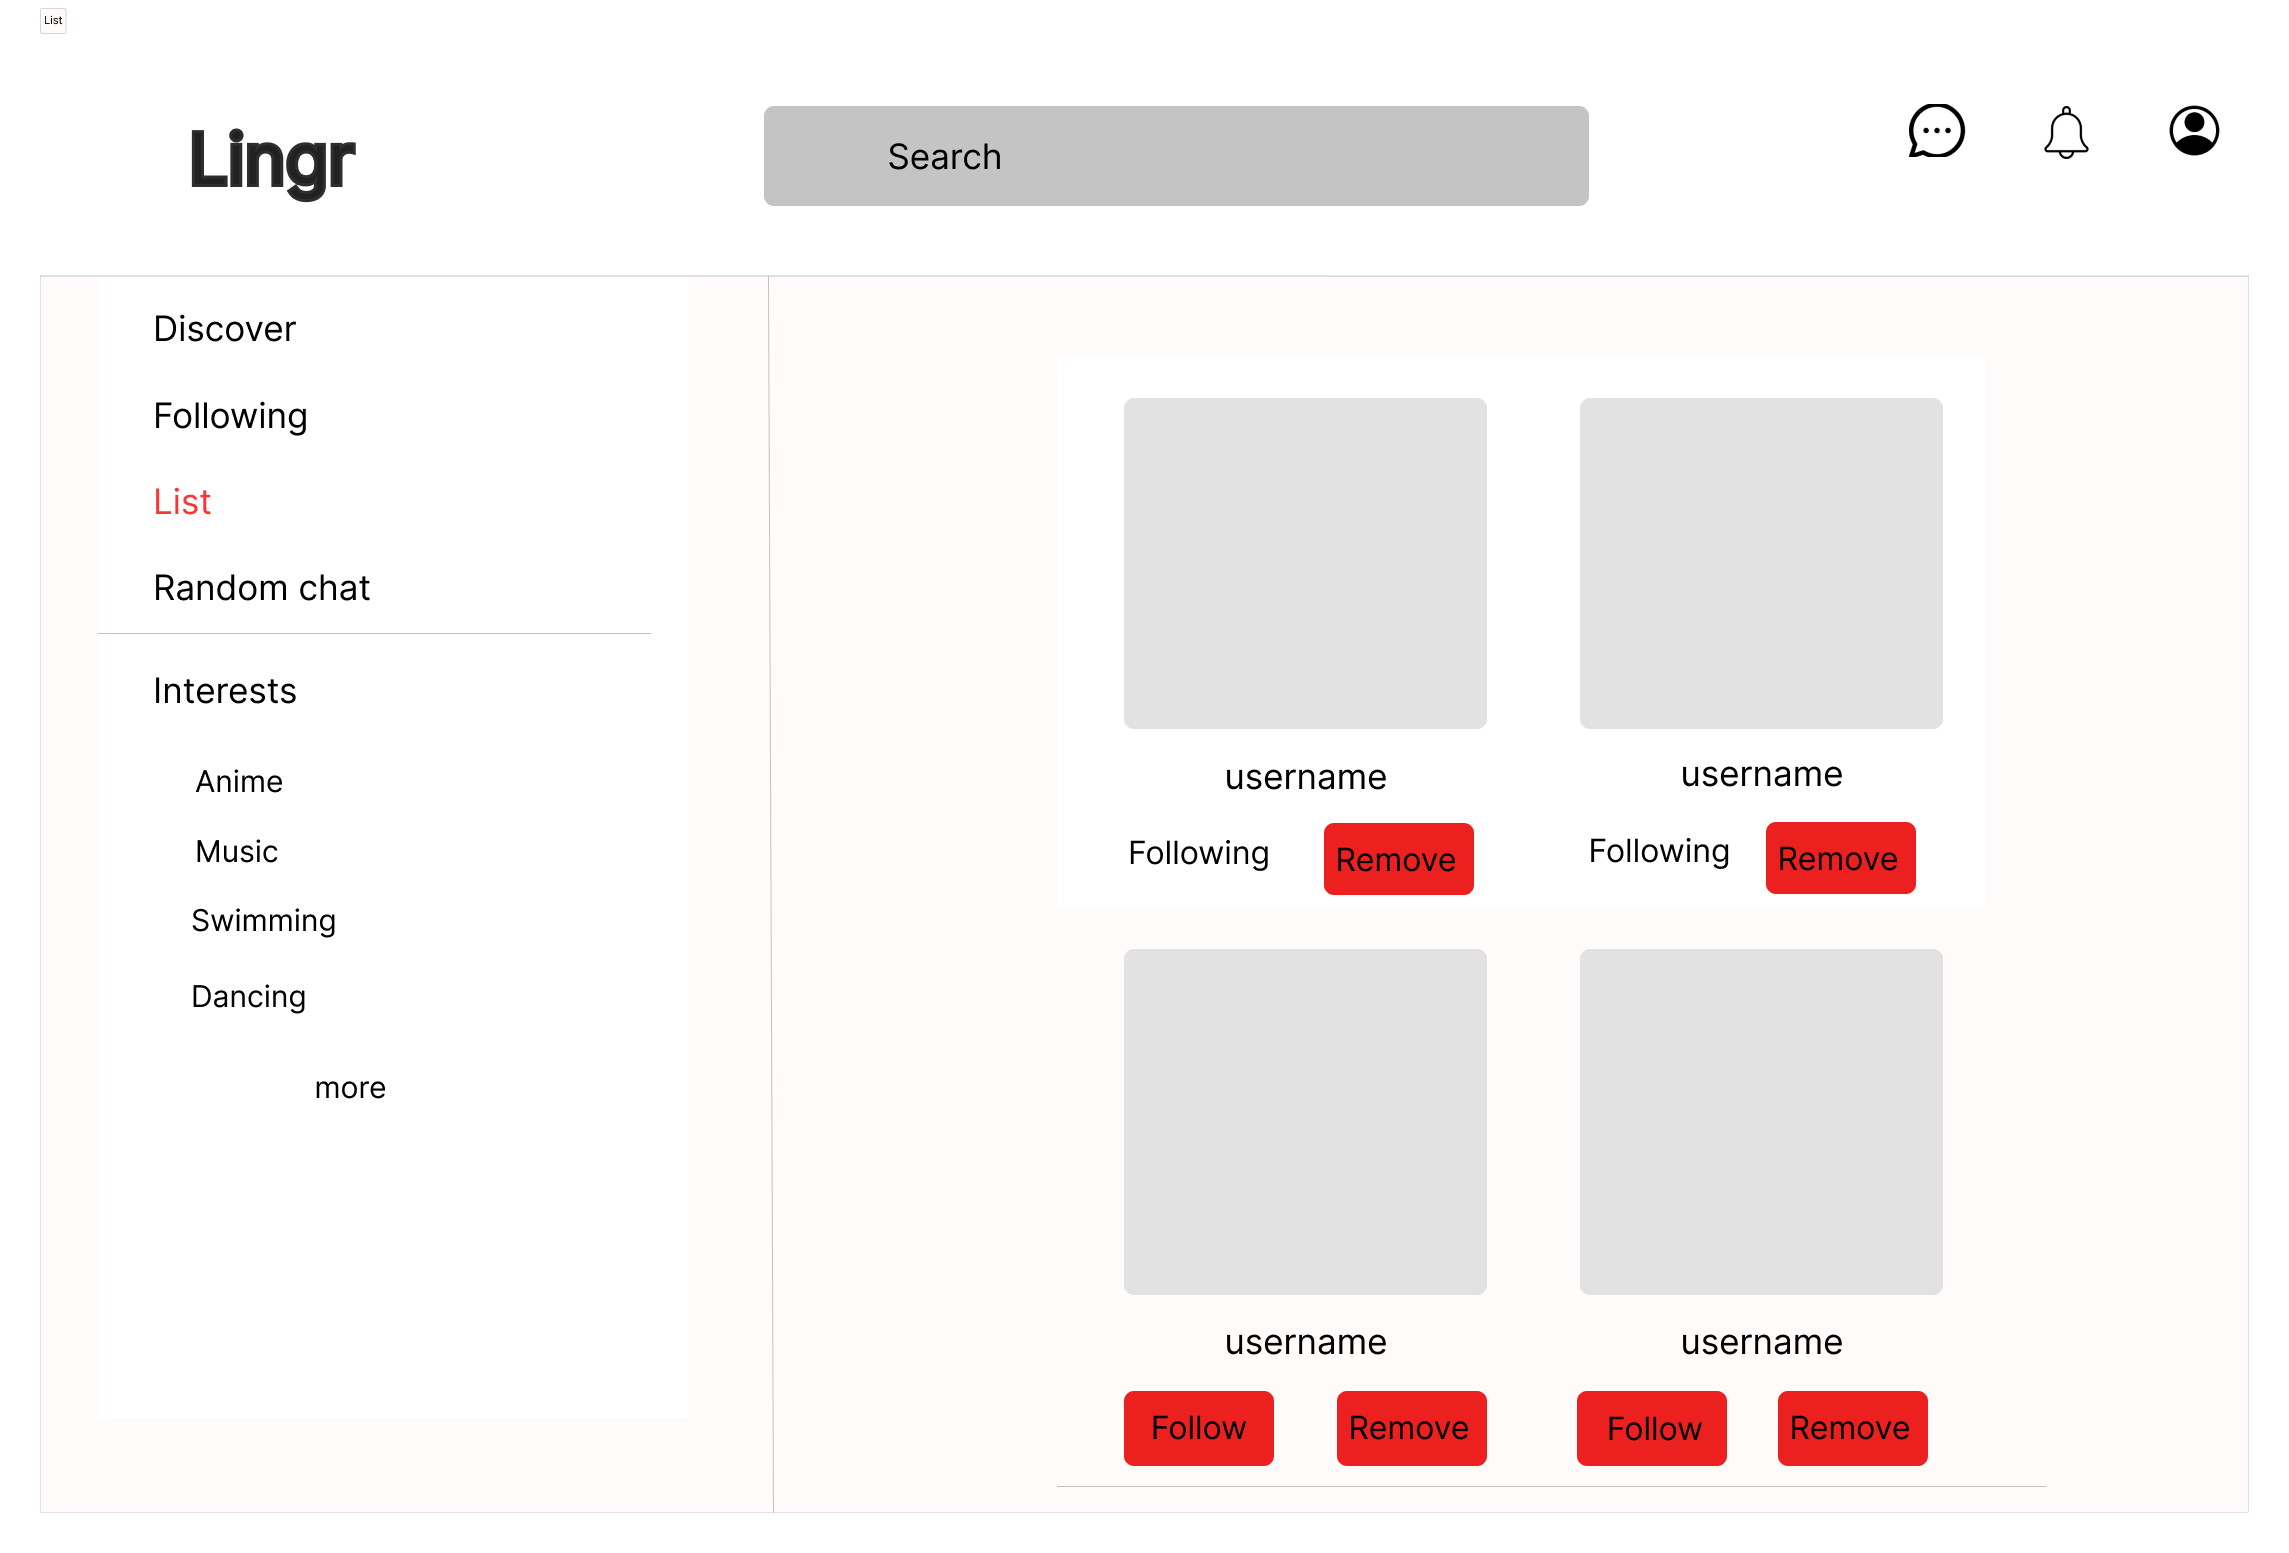 List
Lingr
Search
Discover
Following
List
Random chat
Interests
Anime
Music
Swimming
Dancing
more
username
username
Following
Remove
Following
Remove
username
username
Follow
Remove
Follow
Remove